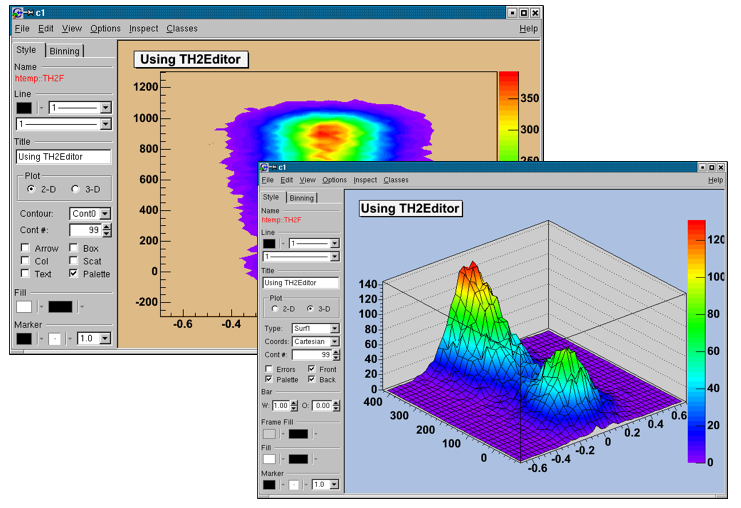 c1
File Edit View Options Inspect Classes Help
Style Binning
Name
htemp::TH2F
Line
1
1
Title
Using TH2Editor
Plot
2-D 3-D
Contour: Cont0
Cont #: 99
Arrow Box
Col Scat
Text Palette
Fill
Marker
1.0
Using TH2Editor
1200
1000
800
600
400
200
0
-200
-0.6 -0.4
350
300
250
c1
File Edit View Options Inspect Classes Help
Style Binning
Name
htemp::TH2F
Line
1
1
Title
Using TH2Editor
Plot
2-D 3-D
Type: Surf1
Coords: Cartesian
Cont #: 99
Errors Front
Palette Back
Bar
W: 1.00 O: 0.00
Frame Fill
Fill
Marker
1.0
Using TH2Editor
140
120
100
80
60
40
20
0
400
300
200
100
0
-0.6 -0.4 -0.2 0 0.2 0.4 0.6
120
100
80
60
40
20
0